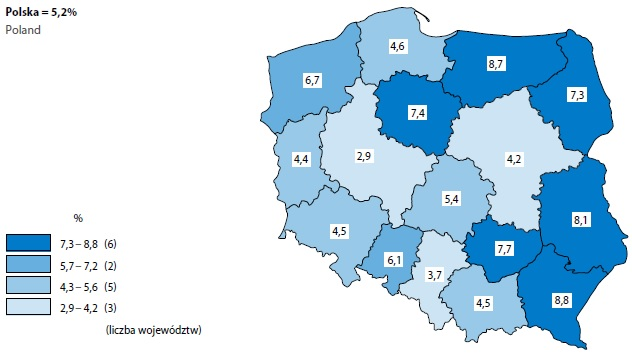 Polska = 5,2%
Poland
4,6
8,7
6,7
7,3
7,4
2,9
4,2
4,4
5,4
8,1
4,5
7,7
6,1
3,7
8,8
4,5
%
7,3 – 8,8 (6)
5,7 – 7,2 (2)
4,3 – 5,6 (5)
2,9 – 4,2 (3)
(liczba województw)